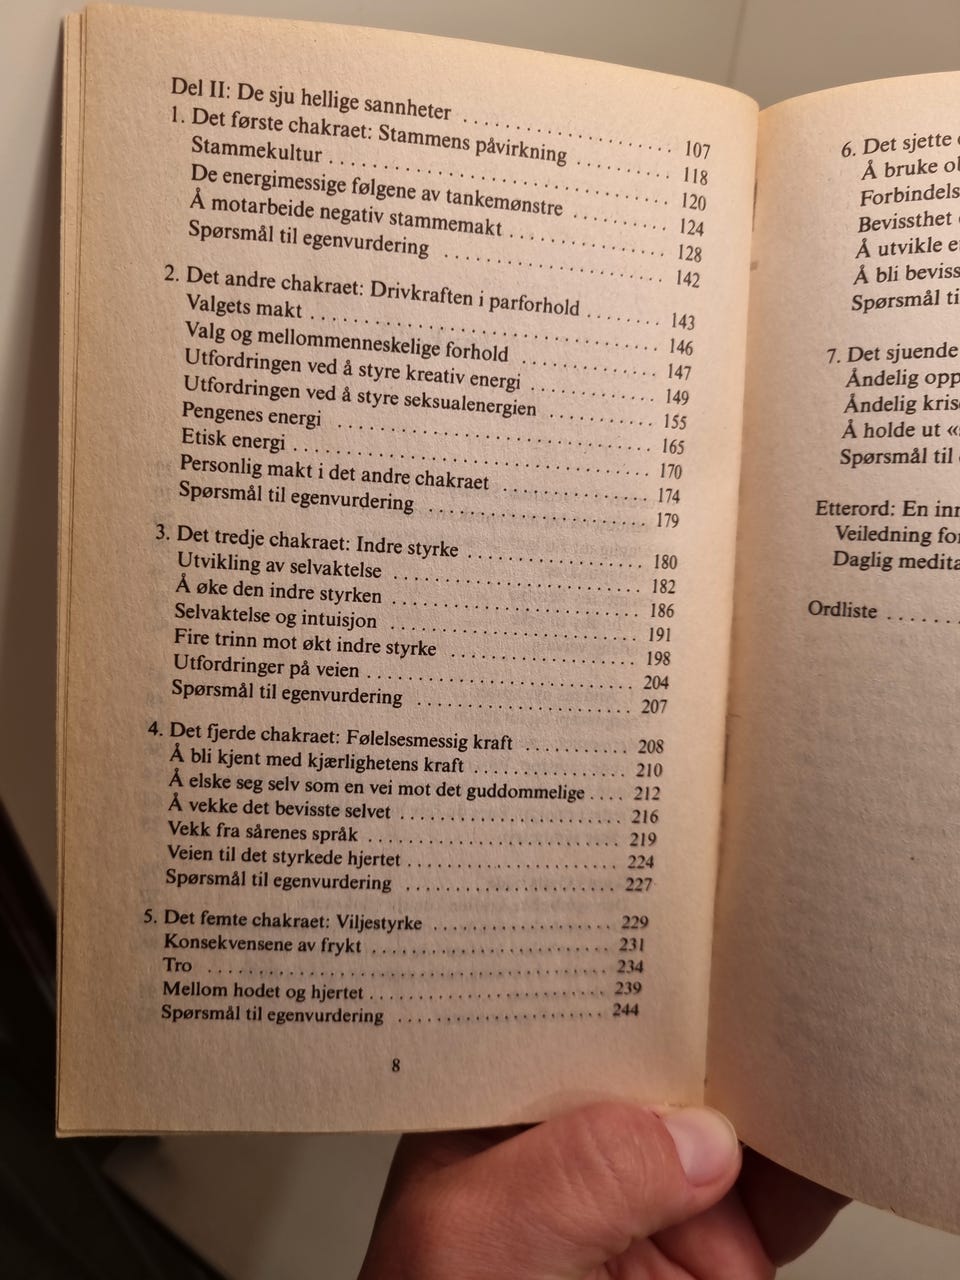 Del II: De sju hellige sannheter .................... 107
1. Det første chakraet: Stammens påvirkning .......... 118
Stammekultur .................... 120
De energimessige følgene av tankemønstre .......... 124
Å motarbeide negativ stammemakt .......... 128
Spørsmål til egenvurdering .................... 142
2. Det andre chakraet: Drivkraften i parforhold ........ 143
Valgets makt .................... 146
Valg og mellommenneskelige forhold .......... 147
Utfordringen ved å styre kreativ energi .......... 149
Utfordringen ved å styre seksualenergien .......... 155
Pengenes energi .................... 165
Etisk energi .................... 170
Personlig makt i det andre chakraet .......... 174
Spørsmål til egenvurdering .................... 179
3. Det tredje chakraet: Indre styrke .................... 180
Utvikling av selvaktelse .................... 182
Å øke den indre styrken .................... 186
Selvaktelse og intuisjon .................... 191
Fire trinn mot økt indre styrke .................... 198
Utfordringer på veien .................... 204
Spørsmål til egenvurdering .................... 207
4. Det fjerde chakraet: Følelsesmessig kraft ........... 208
Å bli kjent med kjærlighetens kraft ................ 210
Å elske seg selv som en vei mot det guddommelige .... 212
Å vekke det bevisste selvet .................... 216
Vekk fra sårenes språk .................... 219
Veien til det styrkede hjertet .................... 224
Spørsmål til egenvurdering .................... 227
5. Det femte chakraet: Viljestyrke .................... 229
Konsekvensene av frykt .................... 231
Tro .................... 234
Mellom hodet og hjertet .................... 239
Spørsmål til egenvurdering .................... 244
8
6. Det sjette
Å bruke
Forbindels
Bevissthet
Å utvikle
Å bli beviss
Spørsmål ti
7. Det sjuende
Åndelig opp
Åndelig kris
Å holde ut «
Spørsmål til
Etterord: En inn
Veiledning for
Daglig medita
Ordliste ......